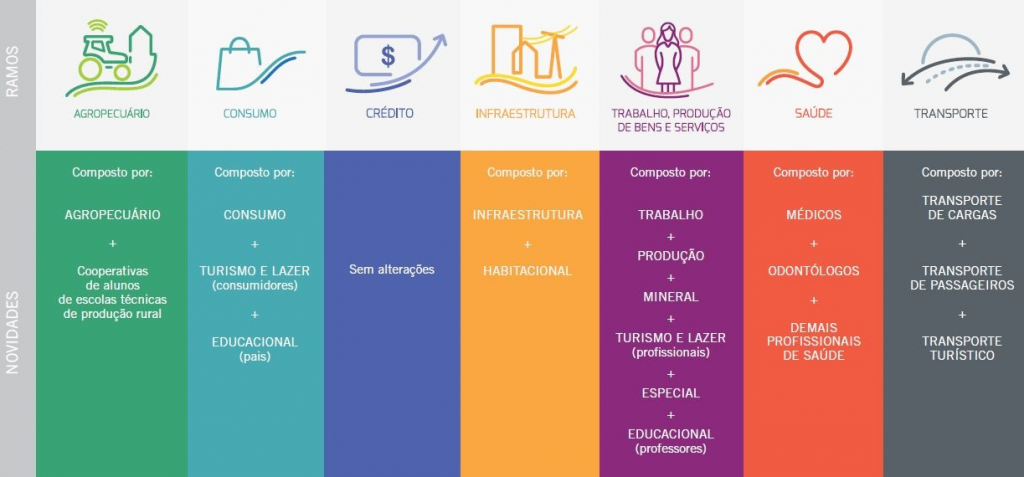 RAMOS
AGROPECUÁRIO
CONSUMO
$
CRÉDITO
INFRAESTRUTURA
TRABALHO, PRODUÇÃO
DE BENS E SERVIÇOS
SAÚDE
TRANSPORTE
NOVIDADES
Composto por:
AGROPECUÁRIO
+
Cooperativas
de alunos
de escolas técnicas
de produção rural
Composto por:
CONSUMO
+
TURISMO E LAZER
(consumidores)
+
EDUCACIONAL
(pais)
Sem alterações
Composto por:
INFRAESTRUTURA
+
HABITACIONAL
Composto por:
TRABALHO
+
PRODUÇÃO
+
MINERAL
+
TURISMO E LAZER
(profissionais)
+
ESPECIAL
+
EDUCACIONAL
(professores)
Composto por:
MÉDICOS
+
ODONTÓLOGOS
+
DEMAIS
PROFISSIONAIS
DE SAÚDE
Composto por:
TRANSPORTE
DE CARGAS
+
TRANSPORTE
DE PASSAGEIROS
+
TRANSPORTE
TURÍSTICO